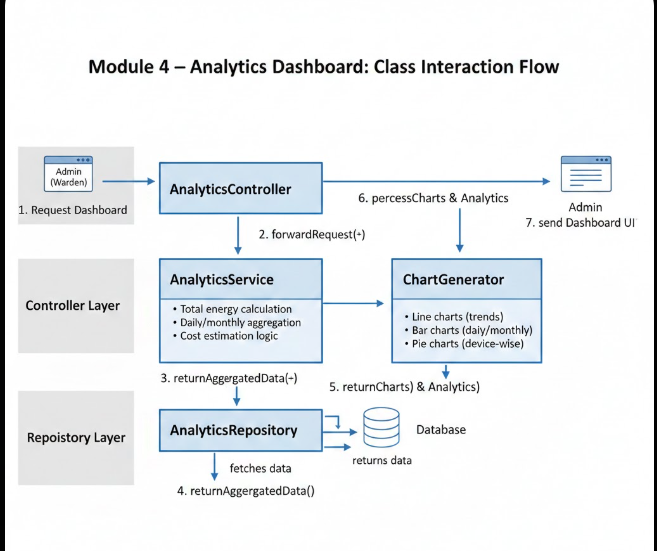 Module 4 – Analytics Dashboard: Class Interaction Flow
Admin
(Warden)
1. Request Dashboard
AnalyticsController
6. percessCharts & Analytics
Admin
7. send Dashboard UI
2. forwardRequest(+)
Controller Layer
AnalyticsService
• Total energy calculation
• Daily/monthly aggregation
• Cost estimation logic
ChartGenerator
• Line charts (trends)
• Bar charts (daiy/monthly)
• Pie charts (device-wise)
3. returnAggergatedData(+)
5. returnCharts) & Analytics)
Repoistory Layer
AnalyticsRepository
Database
returns data
fetches data
4. returnAggergatedData()